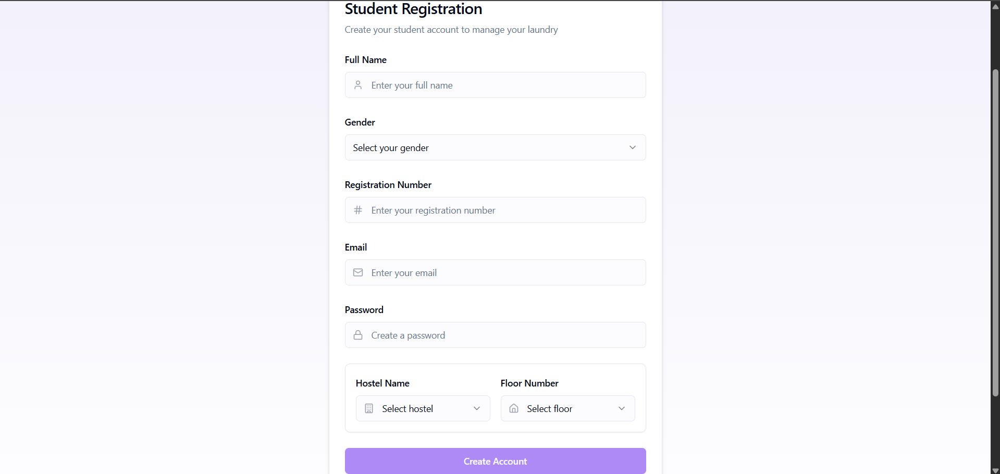 Student Registration
Create your student account to manage your laundry
Full Name
Enter your full name
Gender
Select your gender
Registration Number
Enter your registration number
Email
Enter your email
Password
Create a password
Hostel Name
Floor Number
Select hostel
Select floor
Create Account